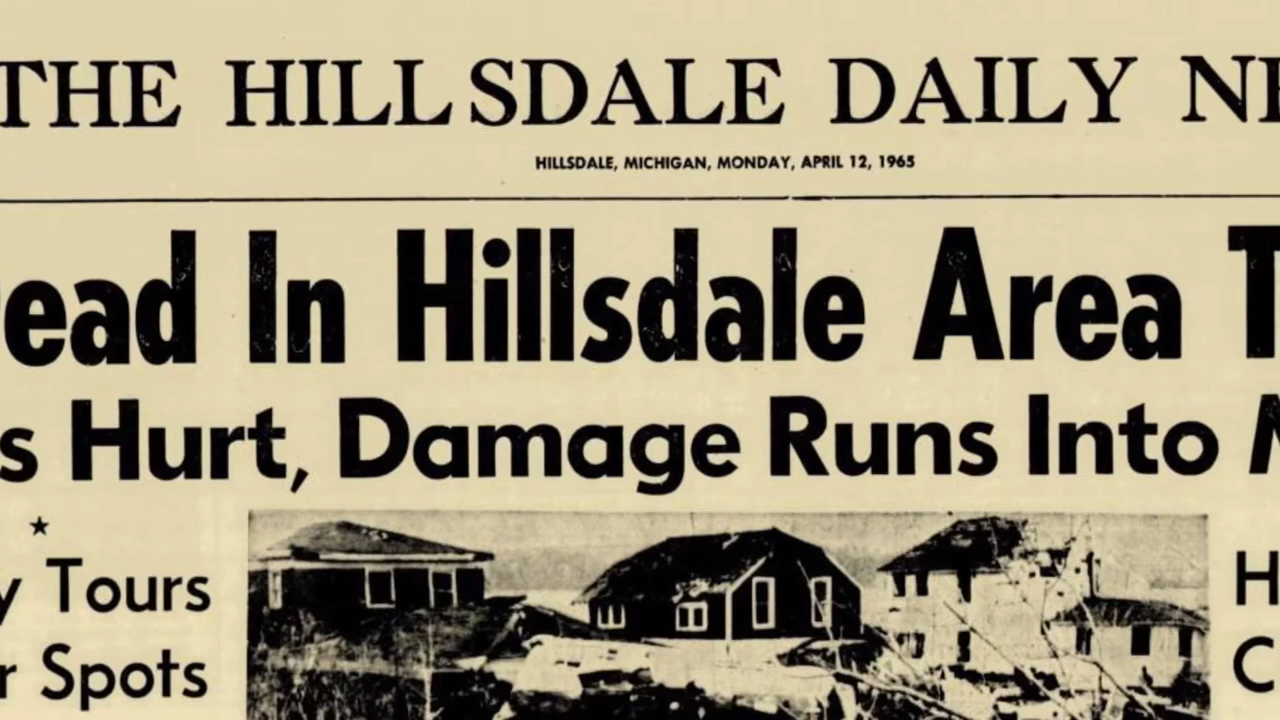 THE HILLSDALE DAILY NE
HILLSDALE, MICHIGAN, MONDAY, APRIL 12, 1965
ead In Hillsdale Area T
s Hurt, Damage Runs Into M
y Tours
r Spots
H
C